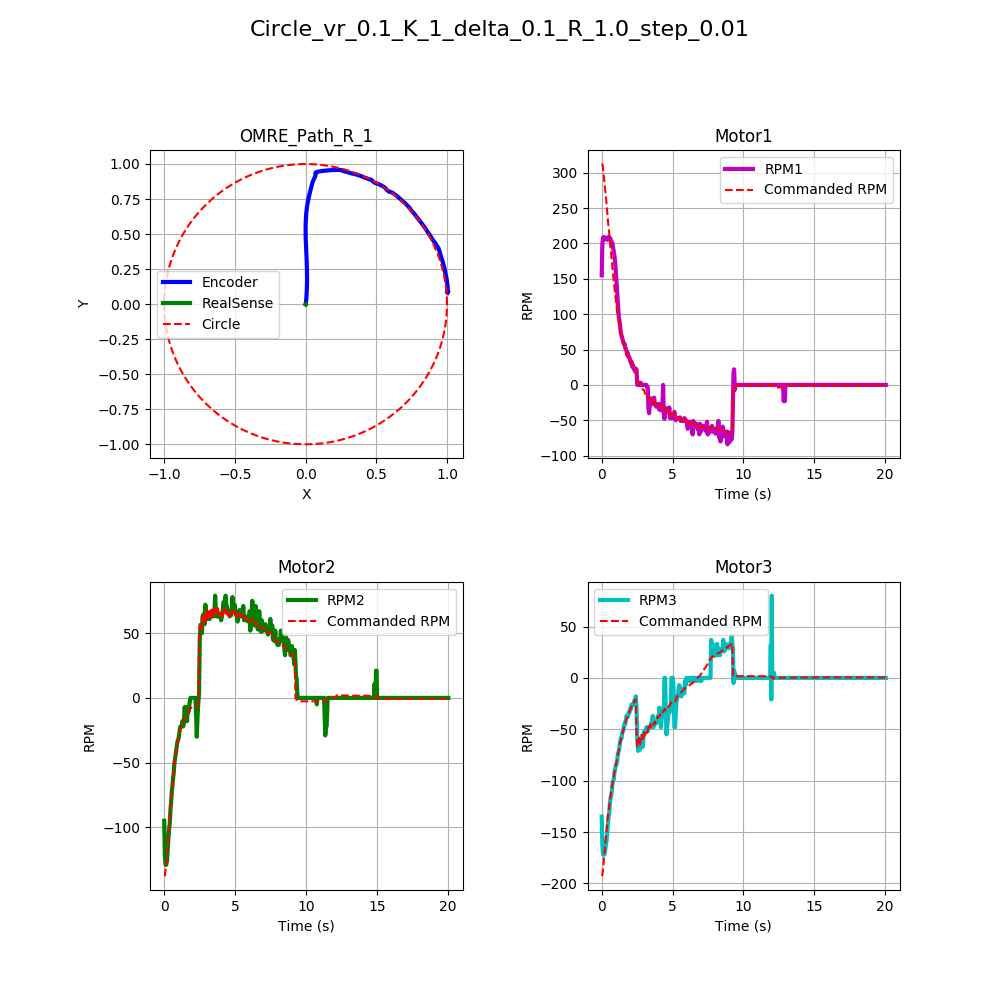 Circle_vr_0.1_K_1_delta_0.1_R_1.0_step_0.01
OMRE_Path_R_1
1.00
0.75
0.50
0.25
0.00
−0.25
−0.50
−0.75
−1.00
Y
Encoder
RealSense
Circle
−1.0 −0.5 0.0 0.5 1.0
X
Motor1
300
250
200
150
100
50
0
−50
−100
RPM
RPM1
Commanded RPM
0 5 10 15 20
Time (s)
Motor2
50
0
−50
−100
RPM
RPM2
Commanded RPM
0 5 10 15 20
Time (s)
Motor3
50
0
−50
−100
−150
−200
RPM
RPM3
Commanded RPM
0 5 10 15 20
Time (s)